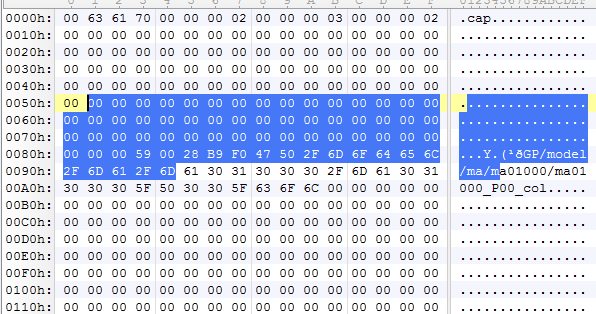 0 1 2 3 4 5 6 7 8 9 A B C D E F 0123456789ABCDEF
0000h: 00 63 61 70 00 00 00 02 00 00 00 03 00 00 00 02 .cap............
0010h: 00 00 00 00 00 00 00 00 00 00 00 00 00 00 00 00 ................
0020h: 00 00 00 00 00 00 00 00 00 00 00 00 00 00 00 00 ................
0030h: 00 00 00 00 00 00 00 00 00 00 00 00 00 00 00 00 ................
0040h: 00 00 00 00 00 00 00 00 00 00 00 00 00 00 00 00 ................
0050h: 00 00 00 00 00 00 00 00 00 00 00 00 00 00 00 00 ................
0060h: 00 00 00 00 00 00 00 00 00 00 00 00 00 00 00 00 ................
0070h: 00 00 00 00 00 00 00 00 00 00 00 00 00 00 00 00 ................
0080h: 00 00 00 59 00 28 B9 F0 47 50 2F 6D 6F 64 65 6C ...Y.(¹ðGP/model
0090h: 2F 6D 61 2F 6D 61 30 31 30 30 30 2F 6D 61 30 31 /ma/ma01000/ma01
00A0h: 30 30 30 5F 50 30 30 5F 63 6F 6C 00 00 00 00 00 000_P00_col.....
00B0h: 00 00 00 00 00 00 00 00 00 00 00 00 00 00 00 00 ................
00C0h: 00 00 00 00 00 00 00 00 00 00 00 00 00 00 00 00 ................
00D0h: 00 00 00 00 00 00 00 00 00 00 00 00 00 00 00 00 ................
00E0h: 00 00 00 00 00 00 00 00 00 00 00 00 00 00 00 00 ................
00F0h: 00 00 00 00 00 00 00 00 00 00 00 00 00 00 00 00 ................
0100h: 00 00 00 00 00 00 00 00 00 00 00 00 00 00 00 00 ................
0110h: 00 00 00 00 00 00 00 00 00 00 00 00 00 00 00 00 ................